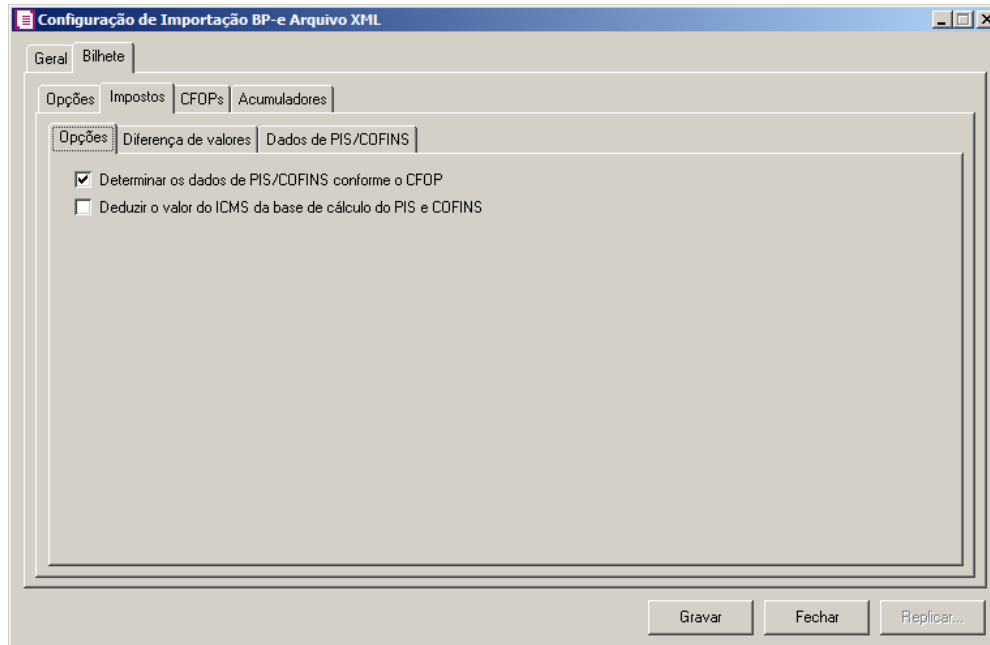 Configuração de Importação BP-e Arquivo XML
Geral Bilhete
Opções Impostos CFOPs Acumuladores
Opções Diferença de valores Dados de PIS/COFINS
Determinar os dados de PIS/COFINS conforme o CFOP
Deduzir o valor do ICMS da base de cálculo do PIS e COFINS
Gravar Fechar Replicar...